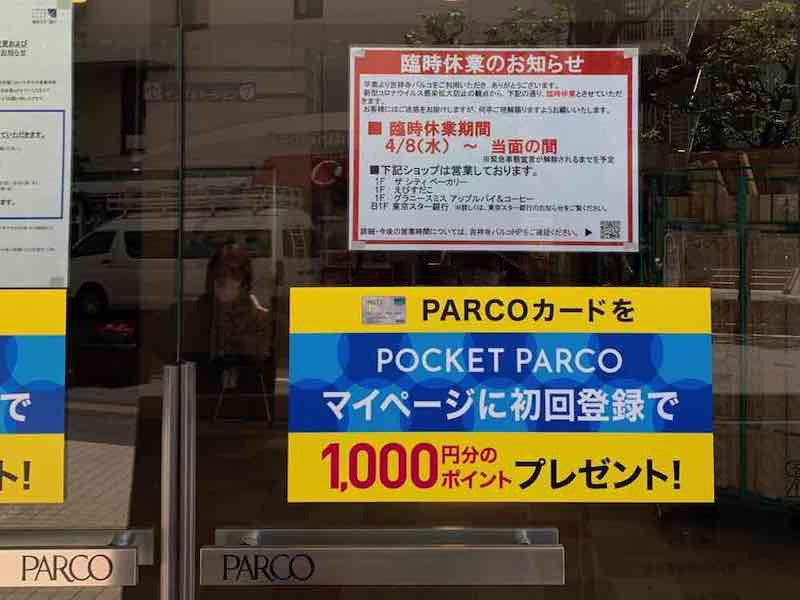 臨時休業のお知らせ
平素より吉祥寺パルコをご利用いただき、ありがとうございます。
新型コロナウイルス感染拡大防止の観点から、下記の通り、臨時休業とさせていただ
きます。
お客様にはご迷惑をお掛けしますが、何卒ご理解賜りますようお願いいたします。
■ 臨時休業期間
4/8(水) ～ 当面の間
※緊急事態宣言が解除されるまでを予定
■下記ショップは営業しております。
1F ザ シティ ベーカリー
1F えびすだこ
1F グラニースミス アップルパイ&コーヒー
B1F 東京スター銀行 ※詳しくは、東京スター銀行のお知らせをご覧ください。
詳細・今後の営業時間については、吉祥寺パルコHPをご確認ください。 ▶
PARCOカードを
POCKET PARCO
マイページに初回登録で
1,000円分の
ポイントプレゼント!
で
ト!
お知らせ
ていただきます。
PARCO
PARCO